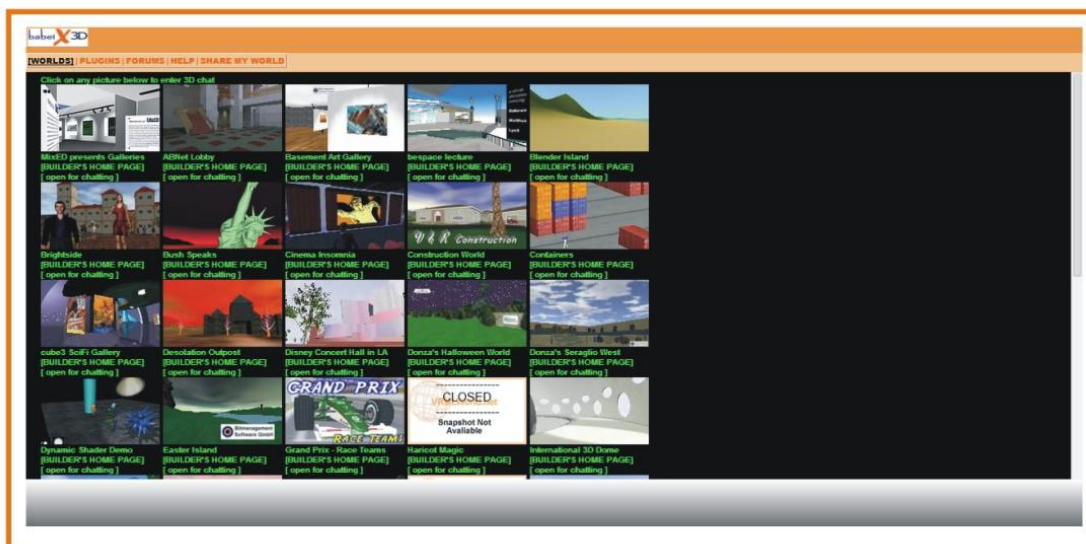 babelX3D
[WORLDS] | PLUGINS | FORUMS | HELP | SHARE MY WORLD
Click on any picture below to enter 3D chat
MixED presents Galleries
[BUILDER'S HOME PAGE]
[ open for chatting ]
ABNet Lobby
[BUILDER'S HOME PAGE]
[ open for chatting ]
Basement Art Gallery
[BUILDER'S HOME PAGE]
[ open for chatting ]
bespace lecture
[BUILDER'S HOME PAGE]
[ open for chatting ]
Blender Island
[BUILDER'S HOME PAGE]
[ open for chatting ]
Brightside
[BUILDER'S HOME PAGE]
[ open for chatting ]
Bush Speaks
[BUILDER'S HOME PAGE]
[ open for chatting ]
Cinema Insomnia
[BUILDER'S HOME PAGE]
[ open for chatting ]
V & R Construction
Construction World
[BUILDER'S HOME PAGE]
[ open for chatting ]
Containers
[BUILDER'S HOME PAGE]
[ open for chatting ]
cube3 SciFi Gallery
[BUILDER'S HOME PAGE]
[ open for chatting ]
Desolation Outpost
[BUILDER'S HOME PAGE]
[ open for chatting ]
Disney Concert Hall in LA
[BUILDER'S HOME PAGE]
[ open for chatting ]
Donza's Halloween World
[BUILDER'S HOME PAGE]
[ open for chatting ]
Donza's Seraglio West
[BUILDER'S HOME PAGE]
[ open for chatting ]
Dynamic Shader Demo
[BUILDER'S HOME PAGE]
[ open for chatting ]
Bitmanagement
Software GmbH
Easter Island
[BUILDER'S HOME PAGE]
[ open for chatting ]
GRAND PRIX
RACE TEAMS
Grand Prix - Race Teams
[BUILDER'S HOME PAGE]
[ open for chatting ]
CLOSED
Snapshot Not
Available
Haricot Magic
[BUILDER'S HOME PAGE]
[ open for chatting ]
International 3D Dome
[BUILDER'S HOME PAGE]
[ open for chatting ]